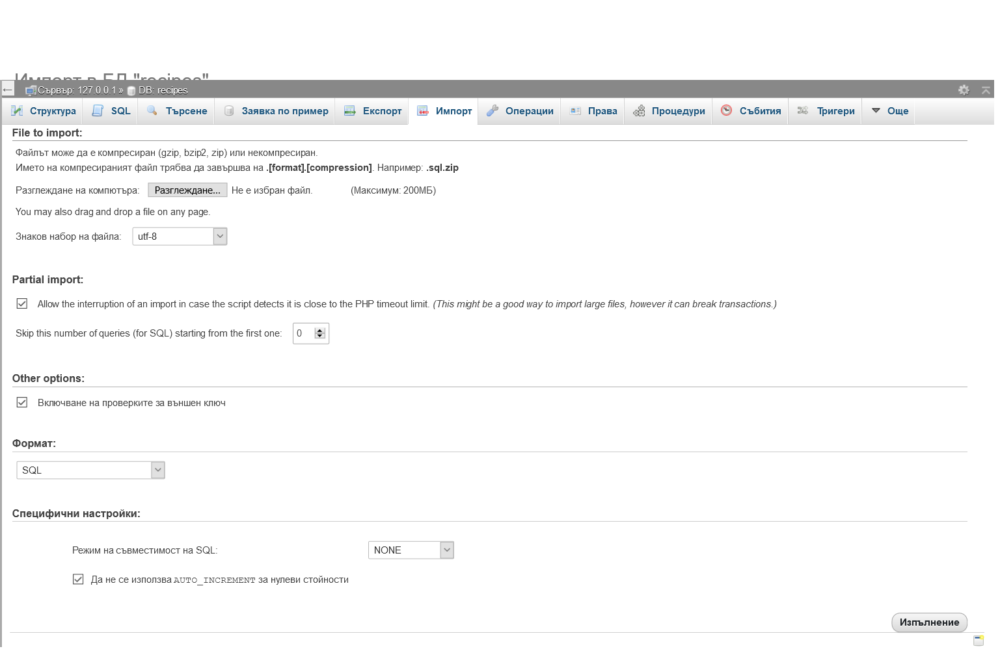 Импорт в БД "recipes"
← Сървър: 127.0.0.1 » DB: recipes
Структура SQL Търсене Заявка по пример Експорт Импорт Операции Права Процедури Събития Тригери Още
File to import:
Файлът може да е компресиран (gzip, bzip2, zip) или некомпресиран.
Името на компресираният файл трябва да завършва на .[format].[compression]. Например: .sql.zip
Разглеждане на компютъра: Разглеждане... Не е избран файл. (Максимум: 200МБ)
You may also drag and drop a file on any page.
Знаков набор на файла: utf-8
Partial import:
Allow the interruption of an import in case the script detects it is close to the PHP timeout limit. (This might be a good way to import large files, however it can break transactions.)
Skip this number of queries (for SQL) starting from the first one: 0
Other options:
Включване на проверките за външен ключ
Формат:
SQL
Специфични настройки:
Режим на съвместимост на SQL: NONE
Да не се използва AUTO_INCREMENT за нулеви стойности
Изпълнение